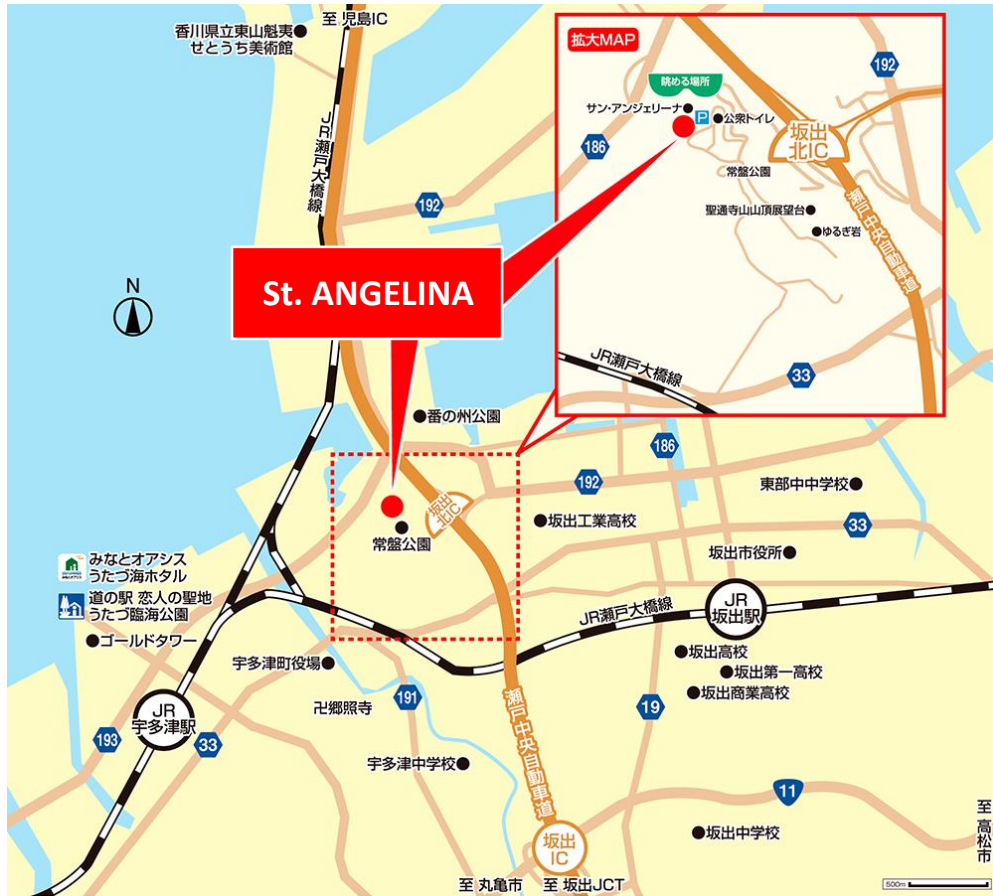 香川県立東山魁夷
せとうち美術館
至 児島IC
JR瀬戸大橋線
192
N
St. ANGELINA
拡大MAP
眺める場所
サン・アンジェリーナ
P
公衆トイレ
186
192
坂出
北IC
常盤公園
聖通寺山山頂展望台
ゆるぎ岩
瀬戸中央自動車道
JR瀬戸大橋線
33
番の州公園
186
192
坂出
北IC
常盤公園
坂出工業高校
東部中中学校
33
坂出市役所
みなとオアシス
うたづ海ホタル
道の駅 恋人の聖地
うたづ臨海公園
ゴールドタワー
JR瀬戸大橋線
JR
坂出駅
宇多津町役場
坂出高校
坂出第一高校
坂出商業高校
卍郷照寺
191
19
JR
宇多津駅
193
33
瀬戸中央自動車道
宇多津中学校
11
坂出中学校
坂出
IC
至 高松市
至 丸亀市
至 坂出JCT
500m